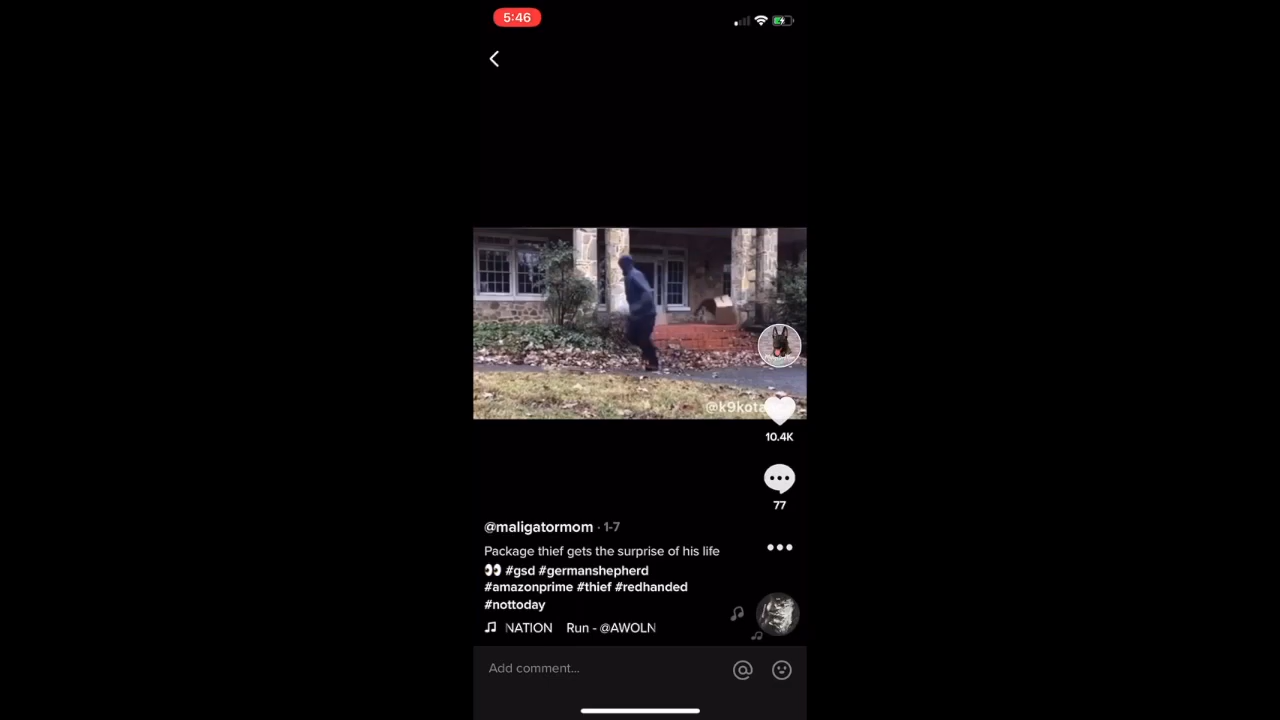 5:46
@k9kota
10.4K
77
@maligatormom · 1-7
Package thief gets the surprise of his life
👀 #gsd #germanshepherd
#amazonprime #thief #redhanded
#nottoday
NATION Run - @AWOLN
Add comment...